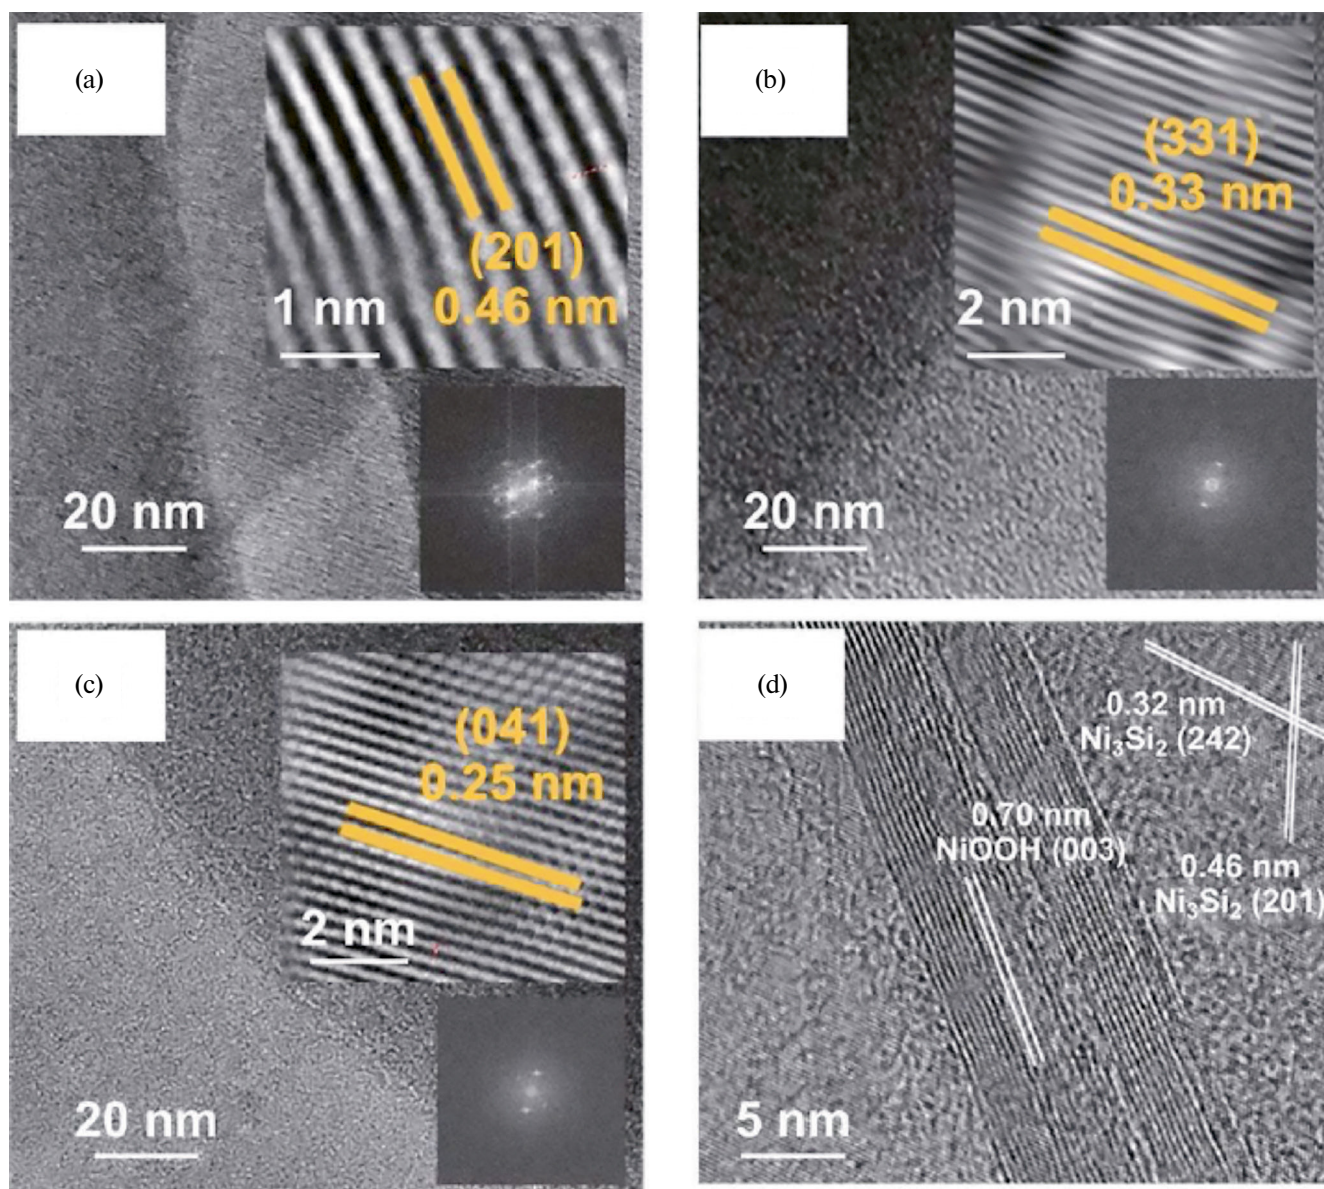 (a)
(201)
0.46 nm
1 nm
20 nm
(b)
(331)
0.33 nm
2 nm
20 nm
(c)
(041)
0.25 nm
2 nm
20 nm
(d)
0.32 nm
Ni₃Si₂ (242)
0.70 nm
NiOOH (003)
0.46 nm
Ni₃Si₂ (201)
5 nm